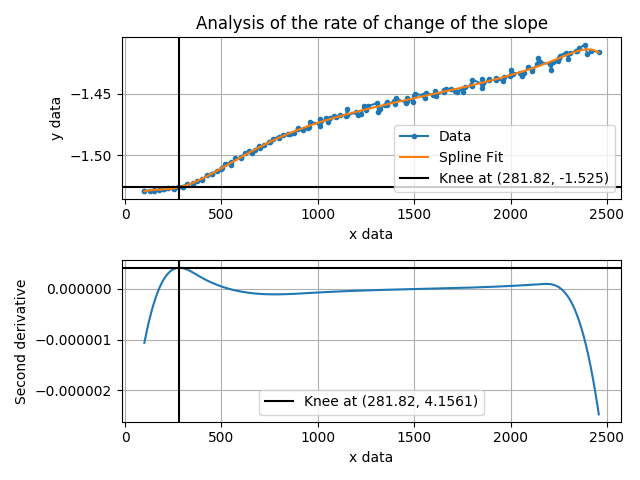 Analysis of the rate of change of the slope
y data
−1.45
−1.50
Data
Spline Fit
Knee at (281.82, -1.525)
0 500 1000 1500 2000 2500
x data
Second derivative
0.000000
−0.000001
−0.000002
Knee at (281.82, 4.1561)
0 500 1000 1500 2000 2500
x data